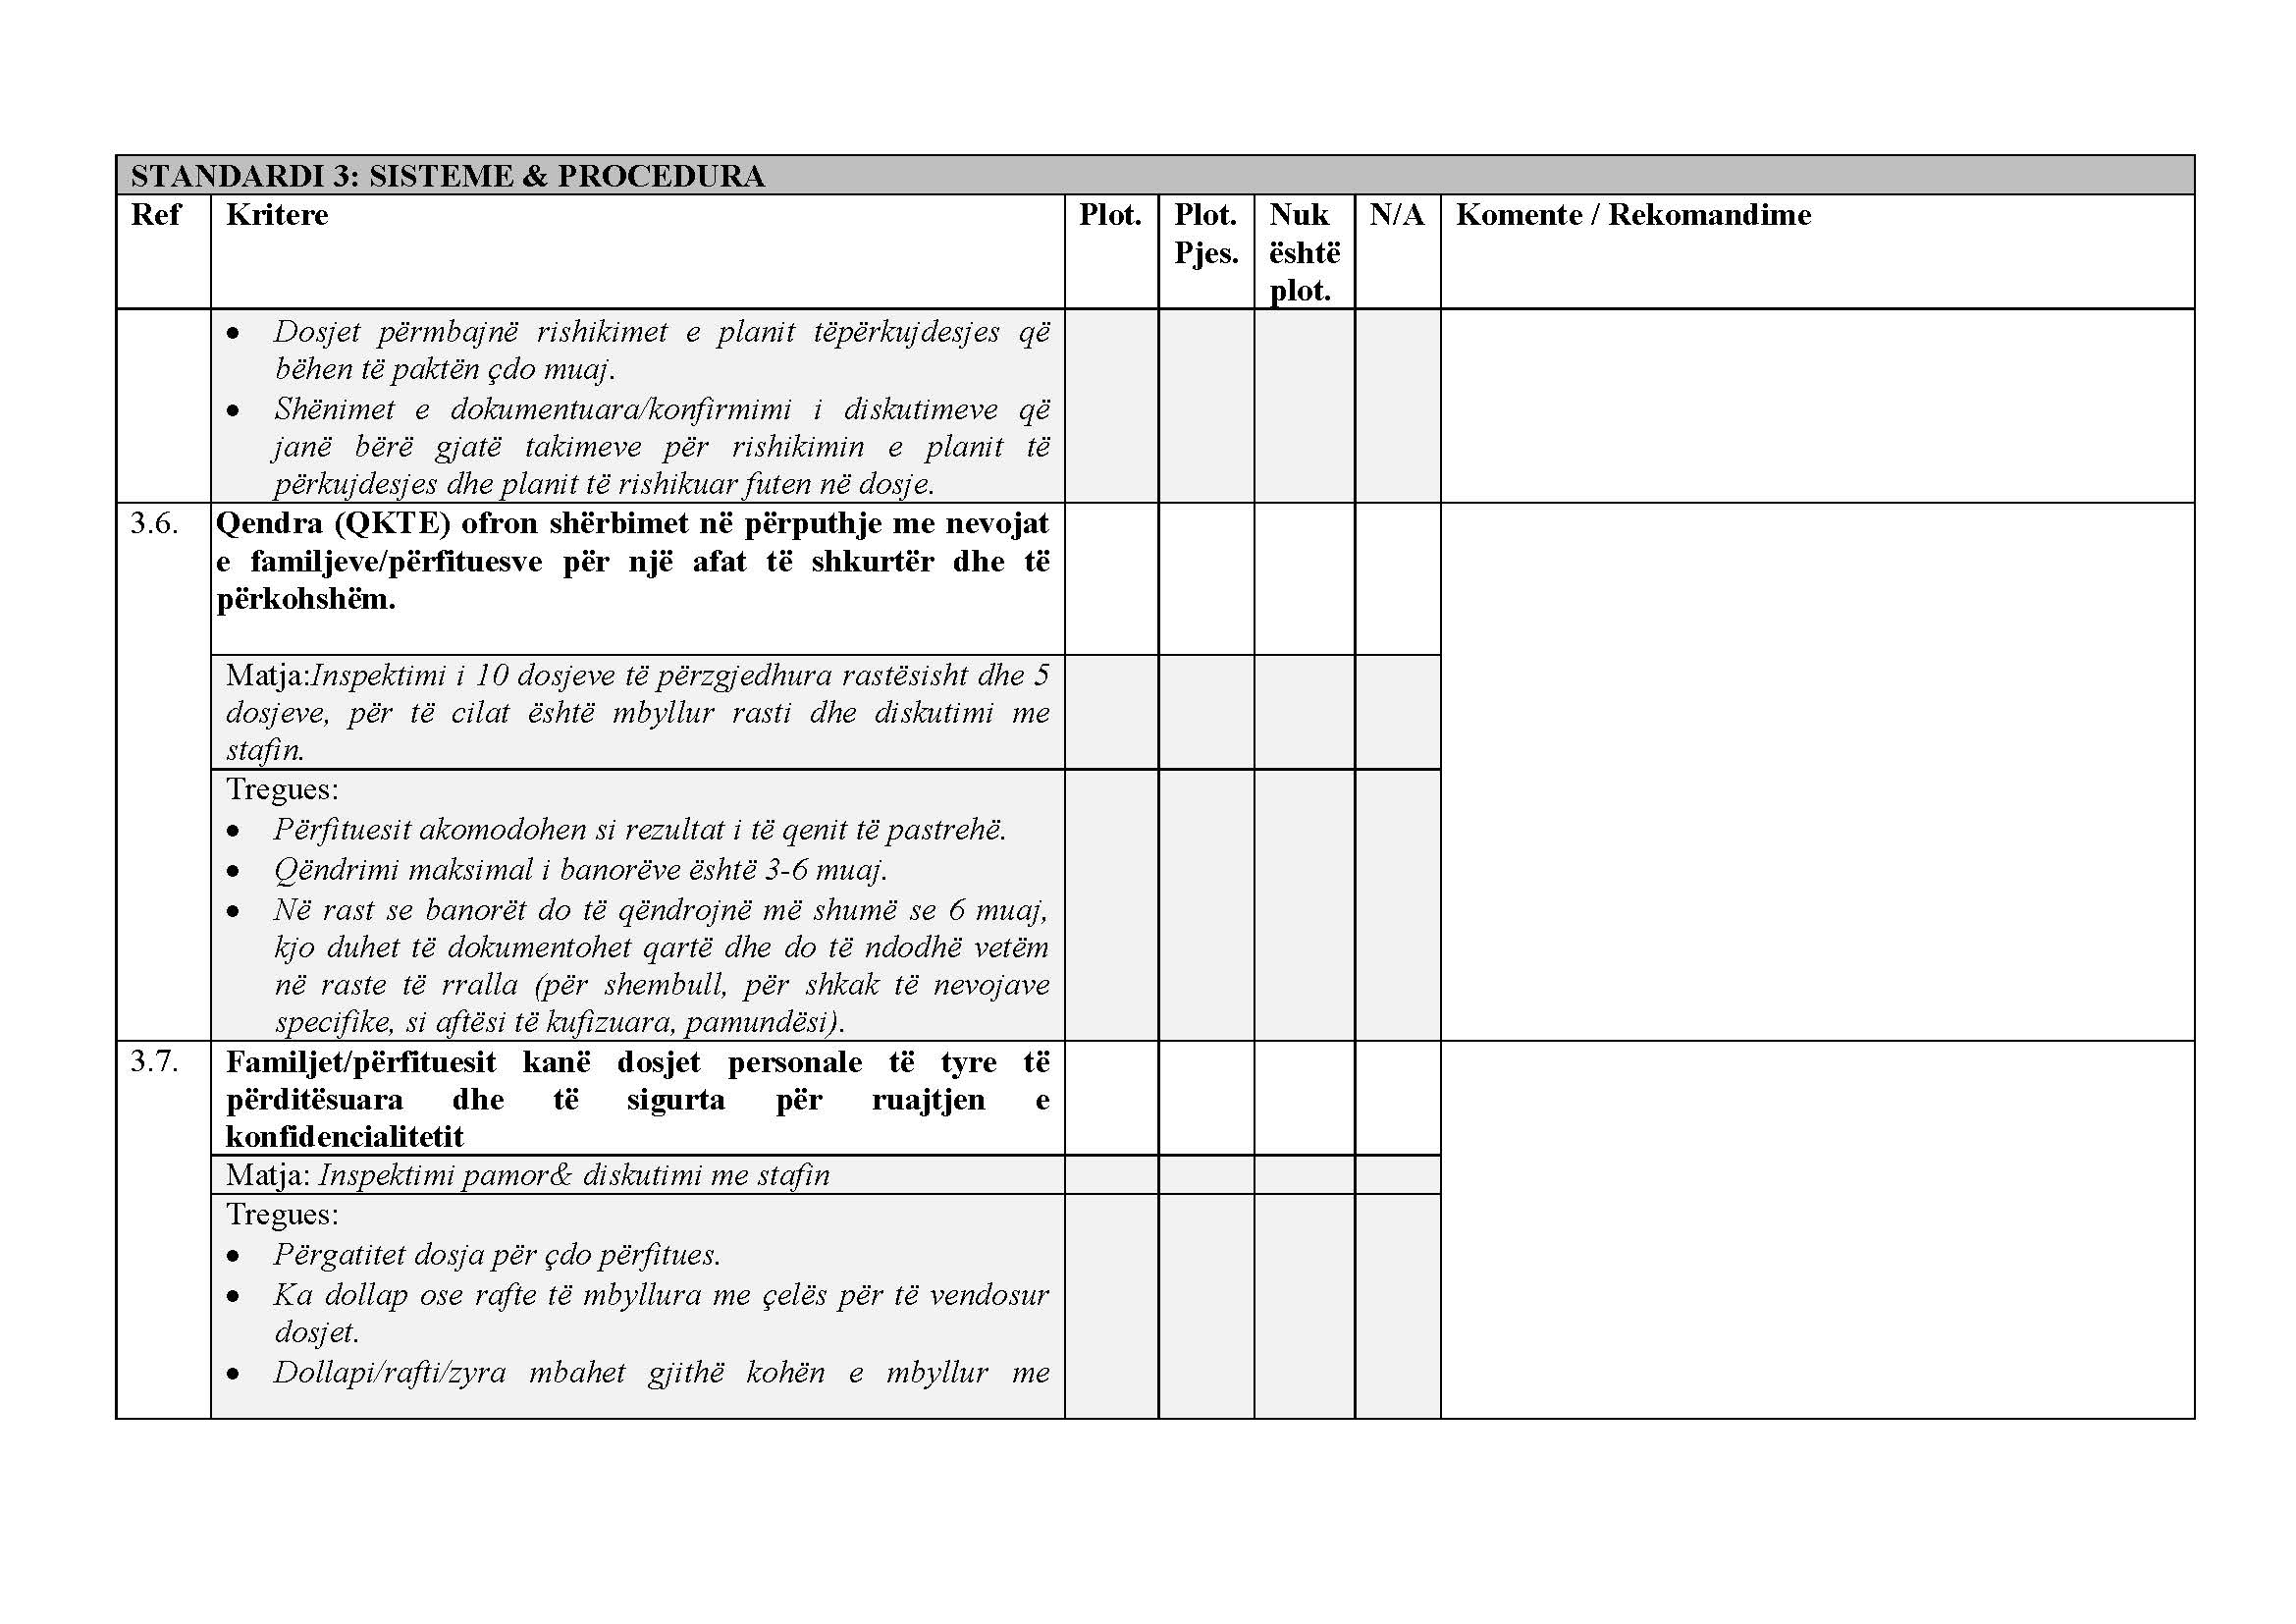 STANDARDI 3: SISTEME & PROCEDURA
Ref Kritere Plot. Plot. Nuk N/A Komente / Rekomandime
Pjes. është
plot.
• Dosjet përmbajnë rishikimet e planit tëpërkujdesjes që
bëhen të paktën çdo muaj.
• Shënimet e dokumentuara/konfirmimi i diskutimeve që
janë bërë gjatë takimeve për rishikimin e planit të
përkujdesjes dhe planit të rishikuar futen në dosje.
3.6. Qendra (QKTE) ofron shërbimet në përputhje me nevojat
e familjeve/përfituesve për një afat të shkurtër dhe të
përkohshëm.
Matja:Inspektimi i 10 dosjeve të përzgjedhura rastësisht dhe 5
dosjeve, për të cilat është mbyllur rasti dhe diskutimi me
stafin.
Tregues:
• Përfituesit akomodohen si rezultat i të qenit të pastrehë.
• Qëndrimi maksimal i banorëve është 3-6 muaj.
• Në rast se banorët do të qëndrojnë më shumë se 6 muaj,
kjo duhet të dokumentohet qartë dhe do të ndodhë vetëm
në raste të rralla (për shembull, për shkak të nevojave
specifike, si aftësi të kufizuara, pamundësi).
3.7. Familjet/përfituesit kanë dosjet personale të tyre të
përditësuara dhe të sigurta për ruajtjen e
konfidencialitetit
Matja: Inspektimi pamor& diskutimi me stafin
Tregues:
• Përgatitet dosja për çdo përfitues.
• Ka dollap ose rafte të mbyllura me çelës për të vendosur
dosjet.
• Dollapi/rafti/zyra mbahet gjithë kohën e mbyllur me